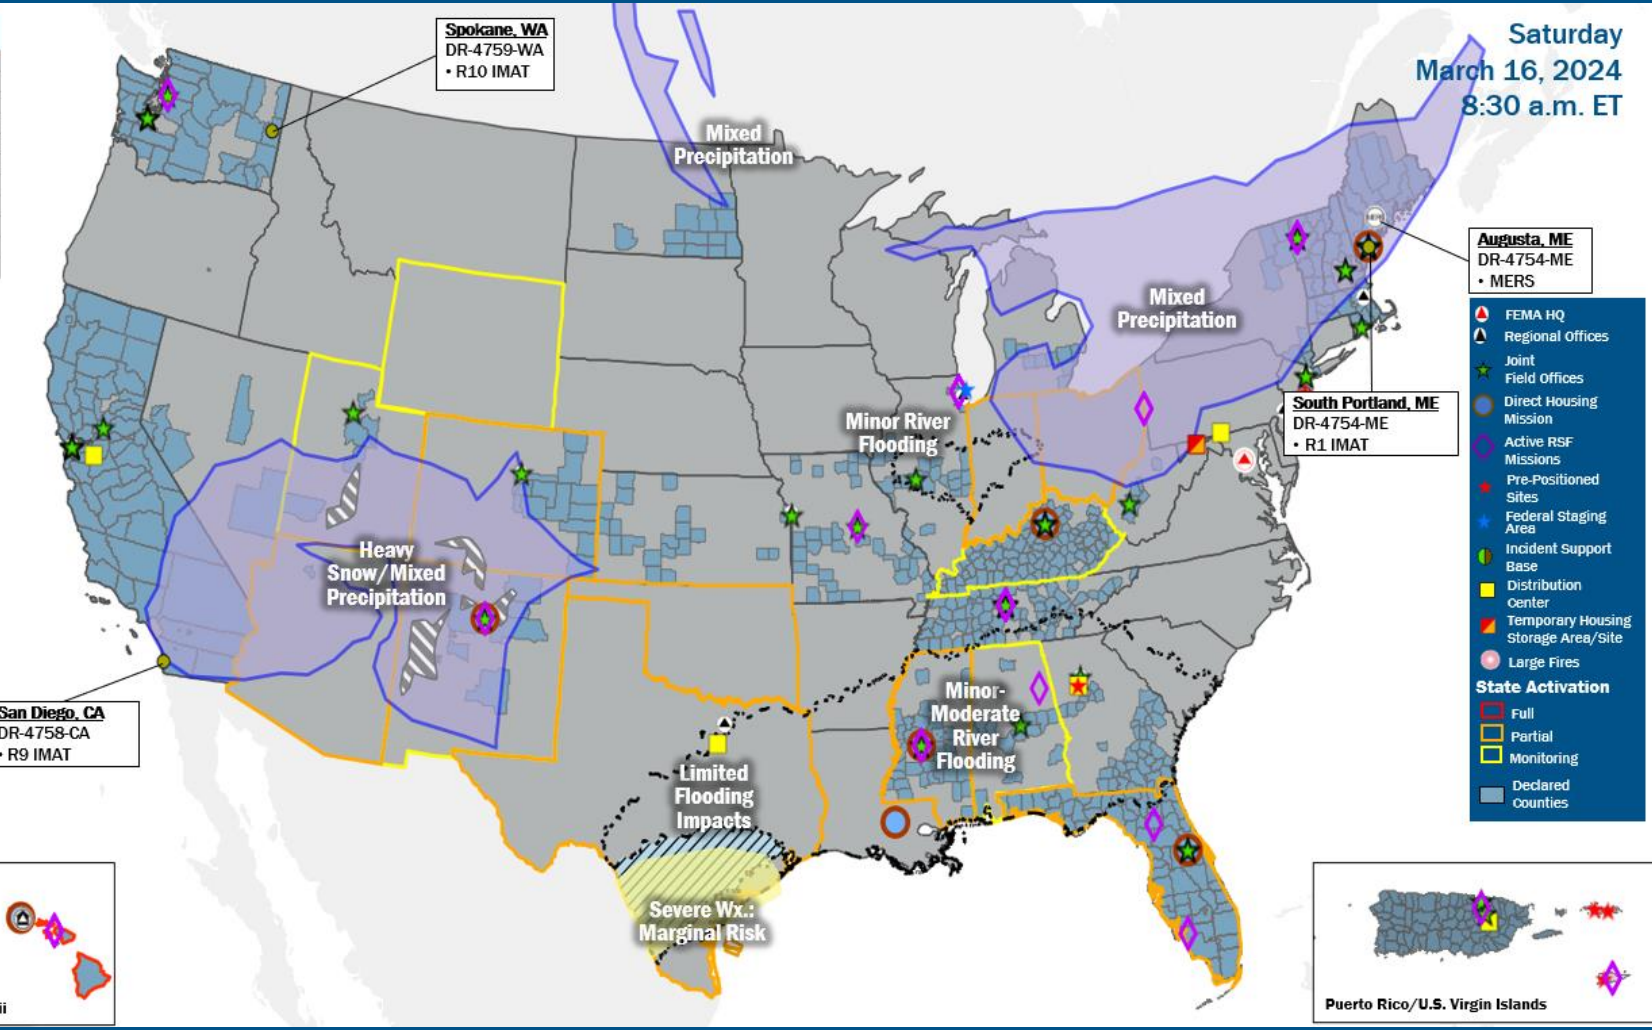 Saturday
March 16, 2024
8:30 a.m. ET
Spokane, WA
DR-4759-WA
• R10 IMAT
Mixed
Precipitation
Augusta, ME
DR-4754-ME
• MERS
Mixed
Precipitation
South Portland, ME
DR-4754-ME
• R1 IMAT
Minor River
Flooding
Heavy
Snow/Mixed
Precipitation
San Diego, CA
DR-4758-CA
• R9 IMAT
Minor-
Moderate
River
Flooding
Limited
Flooding
Impacts
Severe Wx.:
Marginal Risk
FEMA HQ
Regional Offices
Joint
Field Offices
Direct Housing
Mission
Active RSF
Missions
Pre-Positioned
Sites
Federal Staging
Area
Incident Support
Base
Distribution
Center
Temporary Housing
Storage Area/Site
Large Fires
State Activation
Full
Partial
Monitoring
Declared
Counties
ii
Puerto Rico/U.S. Virgin Islands